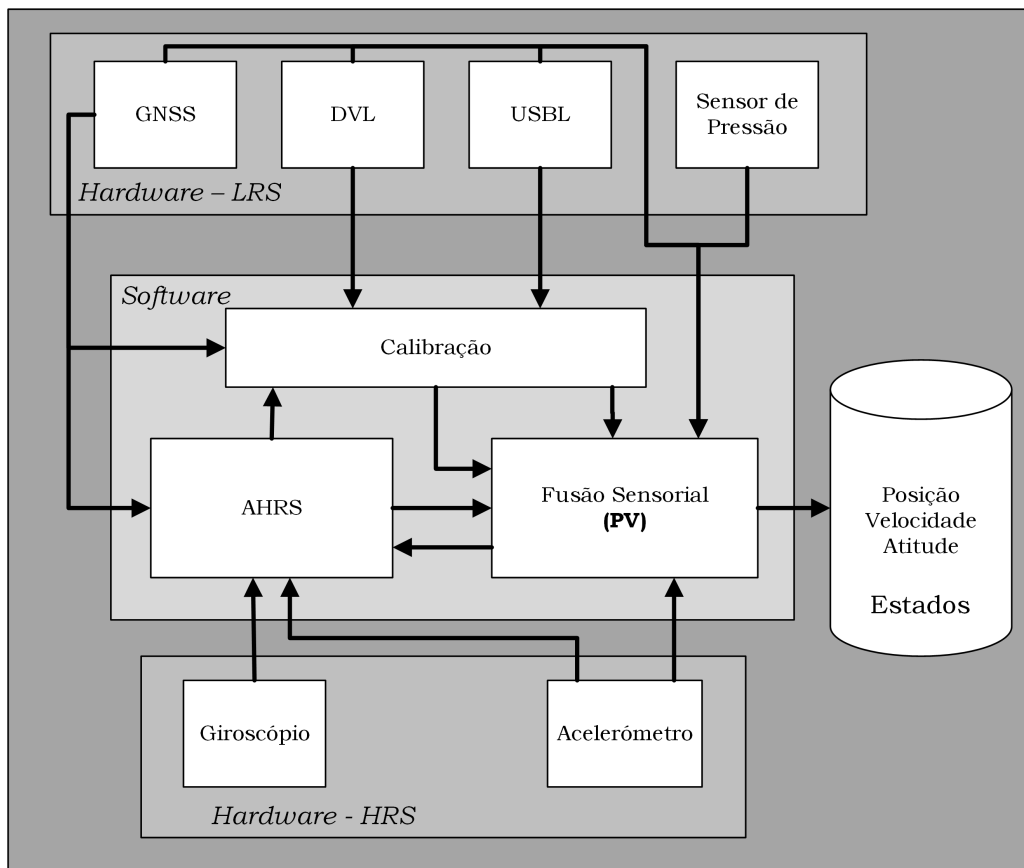 GNSS
DVL
USBL
Sensor de
Pressão
Hardware – LRS
Software
Calibração
AHRS
Fusão Sensorial
(PV)
Posição
Velocidade
Atitude
Estados
Giroscópio
Acelerómetro
Hardware - HRS